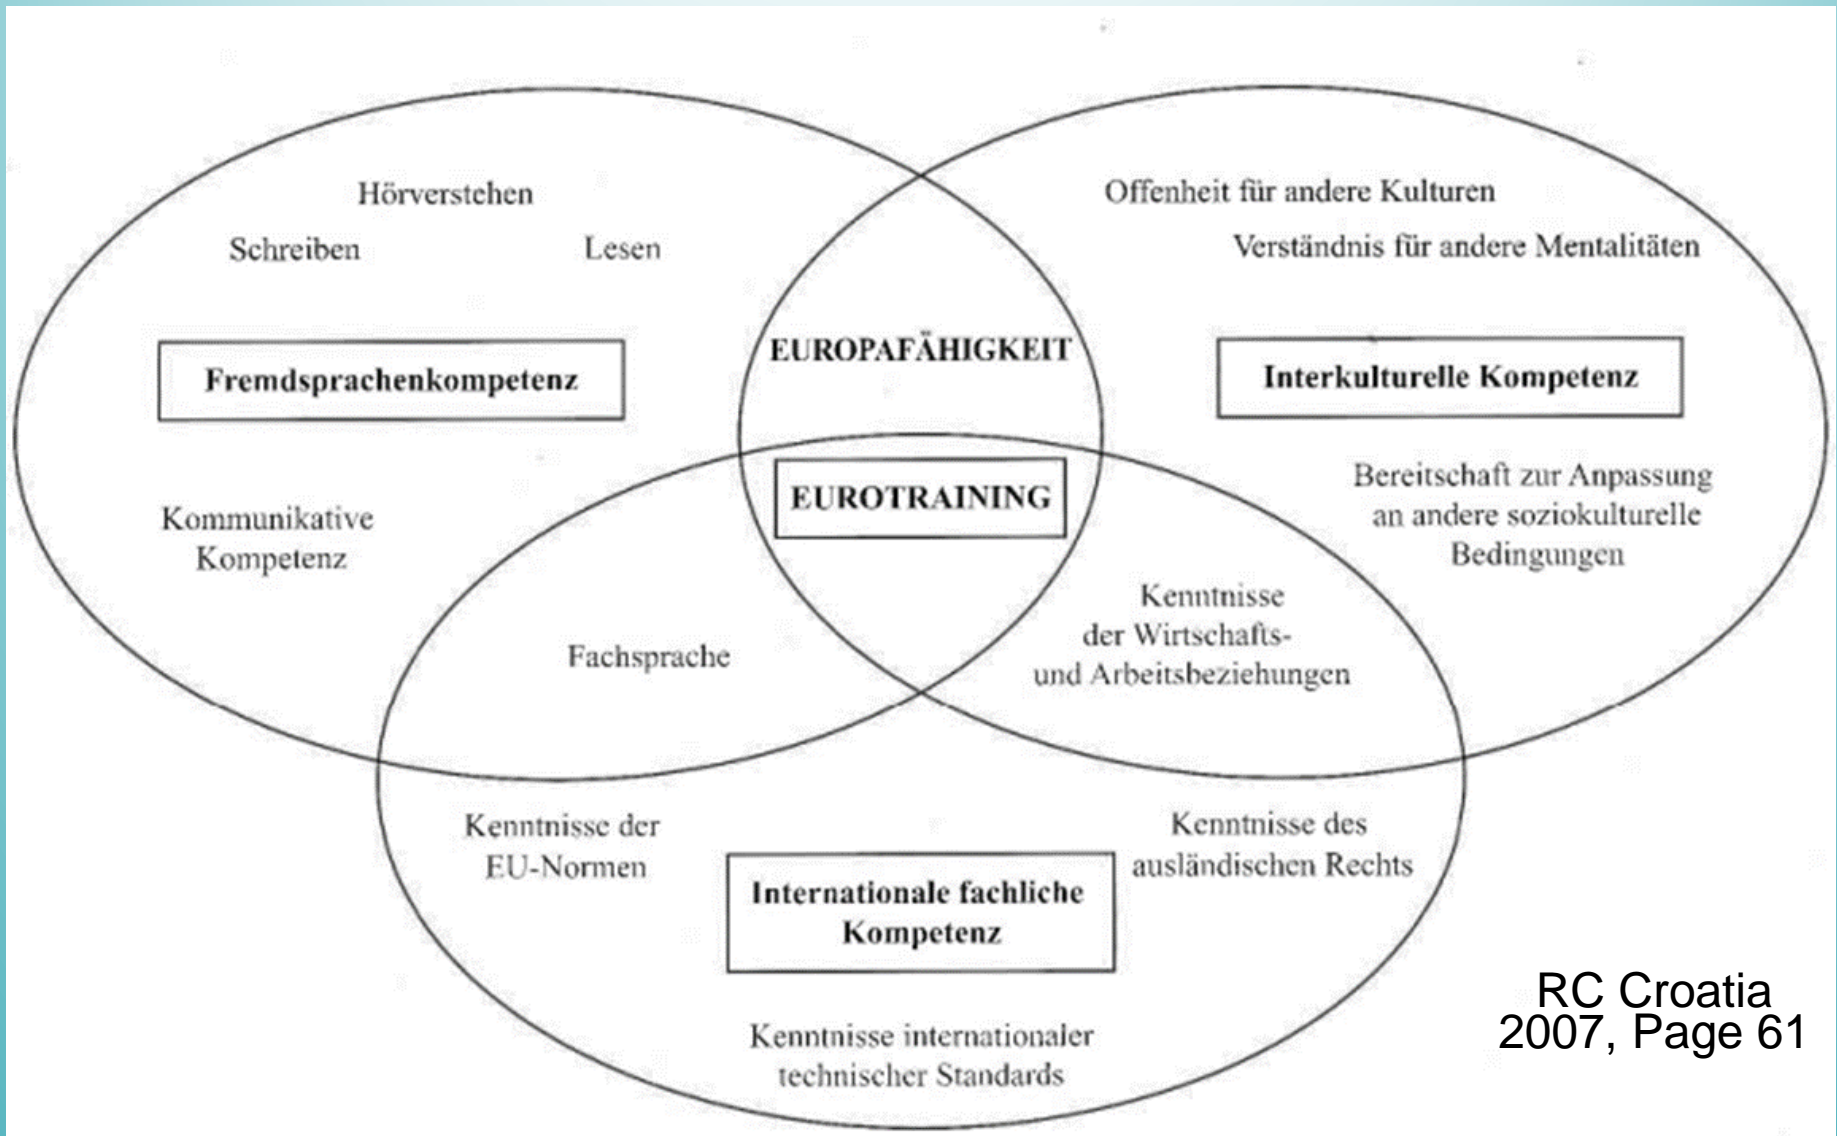 Hörverstehen
Schreiben
Lesen
Fremdsprachenkompetenz
Kommunikative
Kompetenz
EUROPAFÄHIGKEIT
EUROTRAINING
Offenheit für andere Kulturen
Verständnis für andere Mentalitäten
Interkulturelle Kompetenz
Bereitschaft zur Anpassung
an andere soziokulturelle
Bedingungen
Fachsprache
Kenntnisse
der Wirtschafts-
und Arbeitsbeziehungen
Kenntnisse der
EU-Normen
Internationale fachliche
Kompetenz
Kenntnisse des
ausländischen Rechts
Kenntnisse internationaler
technischer Standards
RC Croatia
2007, Page 61